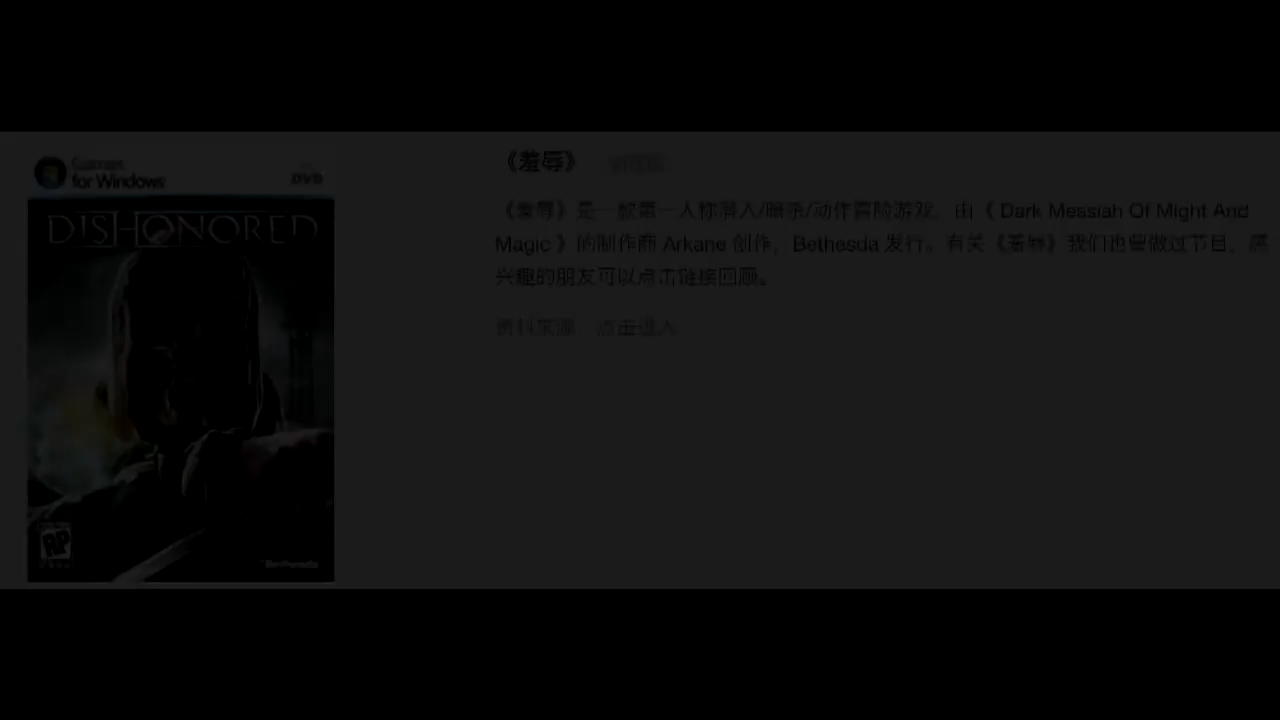 Games
for Windows
DVD
DISHONORED
RP
Bethesda
《羞辱》
《羞辱》是一款第一人称潜入/暗杀/动作冒险游戏，由《 Dark Messiah Of Might And
Magic 》的制作商 Arkane 创作，Bethesda 发行。有关《羞辱》我们也曾做过节目，感
兴趣的朋友可以点击链接回顾。
资料来源 点击进入